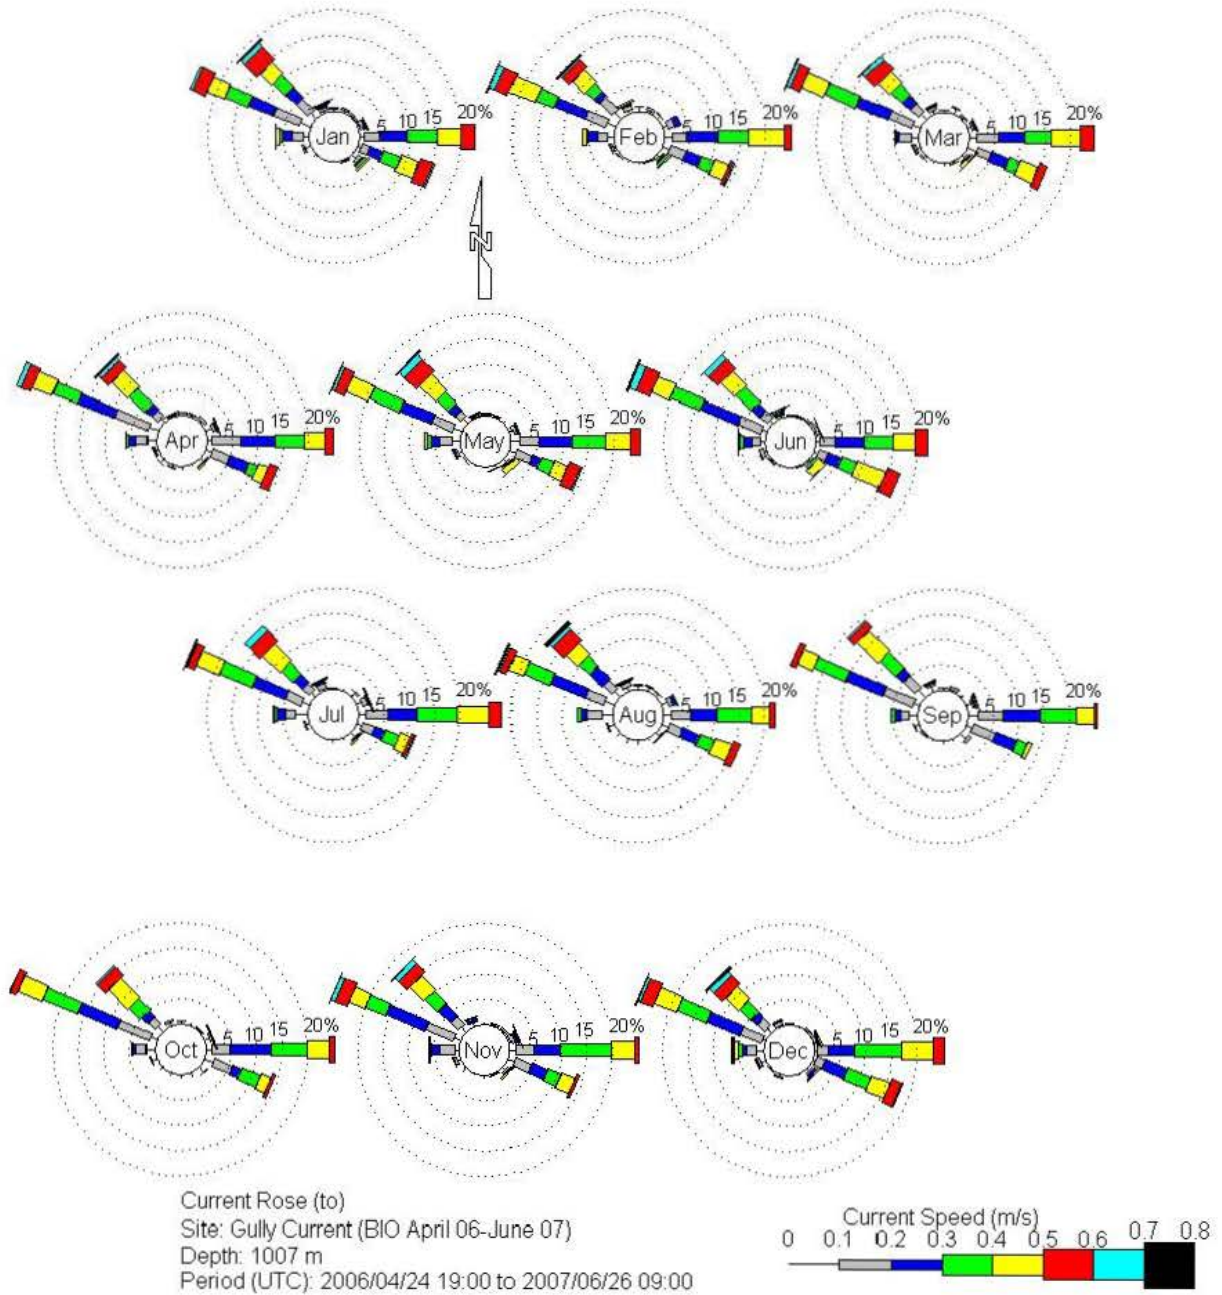 Jan 5 10 15 20%
Feb 5 10 15 20%
Mar 5 10 15 20%
N
Apr 5 10 15 20%
May 5 10 15 20%
Jun 5 10 15 20%
Jul 5 10 15 20%
Aug 5 10 15 20%
Sep 5 10 15 20%
Oct 5 10 15 20%
Nov 5 10 15 20%
Dec 5 10 15 20%
Current Rose (to)
Site: Gully Current (BIO April 06-June 07)
Depth: 1007 m
Period (UTC): 2006/04/24 19:00 to 2007/06/26 09:00
Current Speed (m/s)
0 0.1 0.2 0.3 0.4 0.5 0.6 0.7 0.8